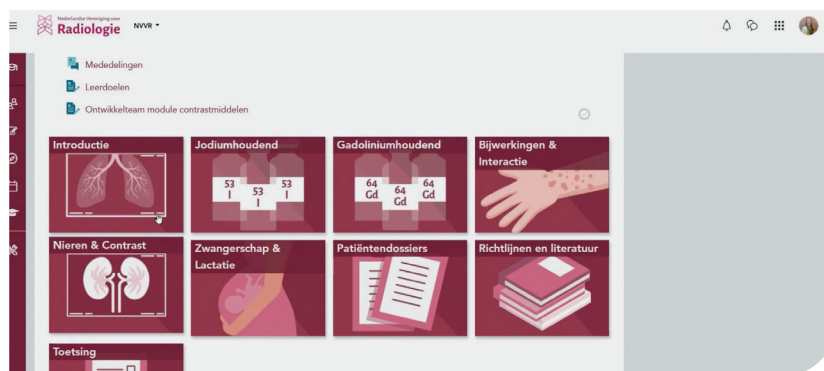 Nederlandse Vereniging voor
Radiologie
NVVR
Mededelingen
Leerdoelen
Ontwikkelteam module contrastmiddelen
Introductie
Jodiumhoudend
53
I
53
I
53
I
Gadoliniumhoudend
64
Gd
64
Gd
64
Gd
Bijwerkingen &
Interactie
Nieren & Contrast
Zwangerschap &
Lactatie
Patiëntendossiers
Richtlijnen en literatuur
Toetsing